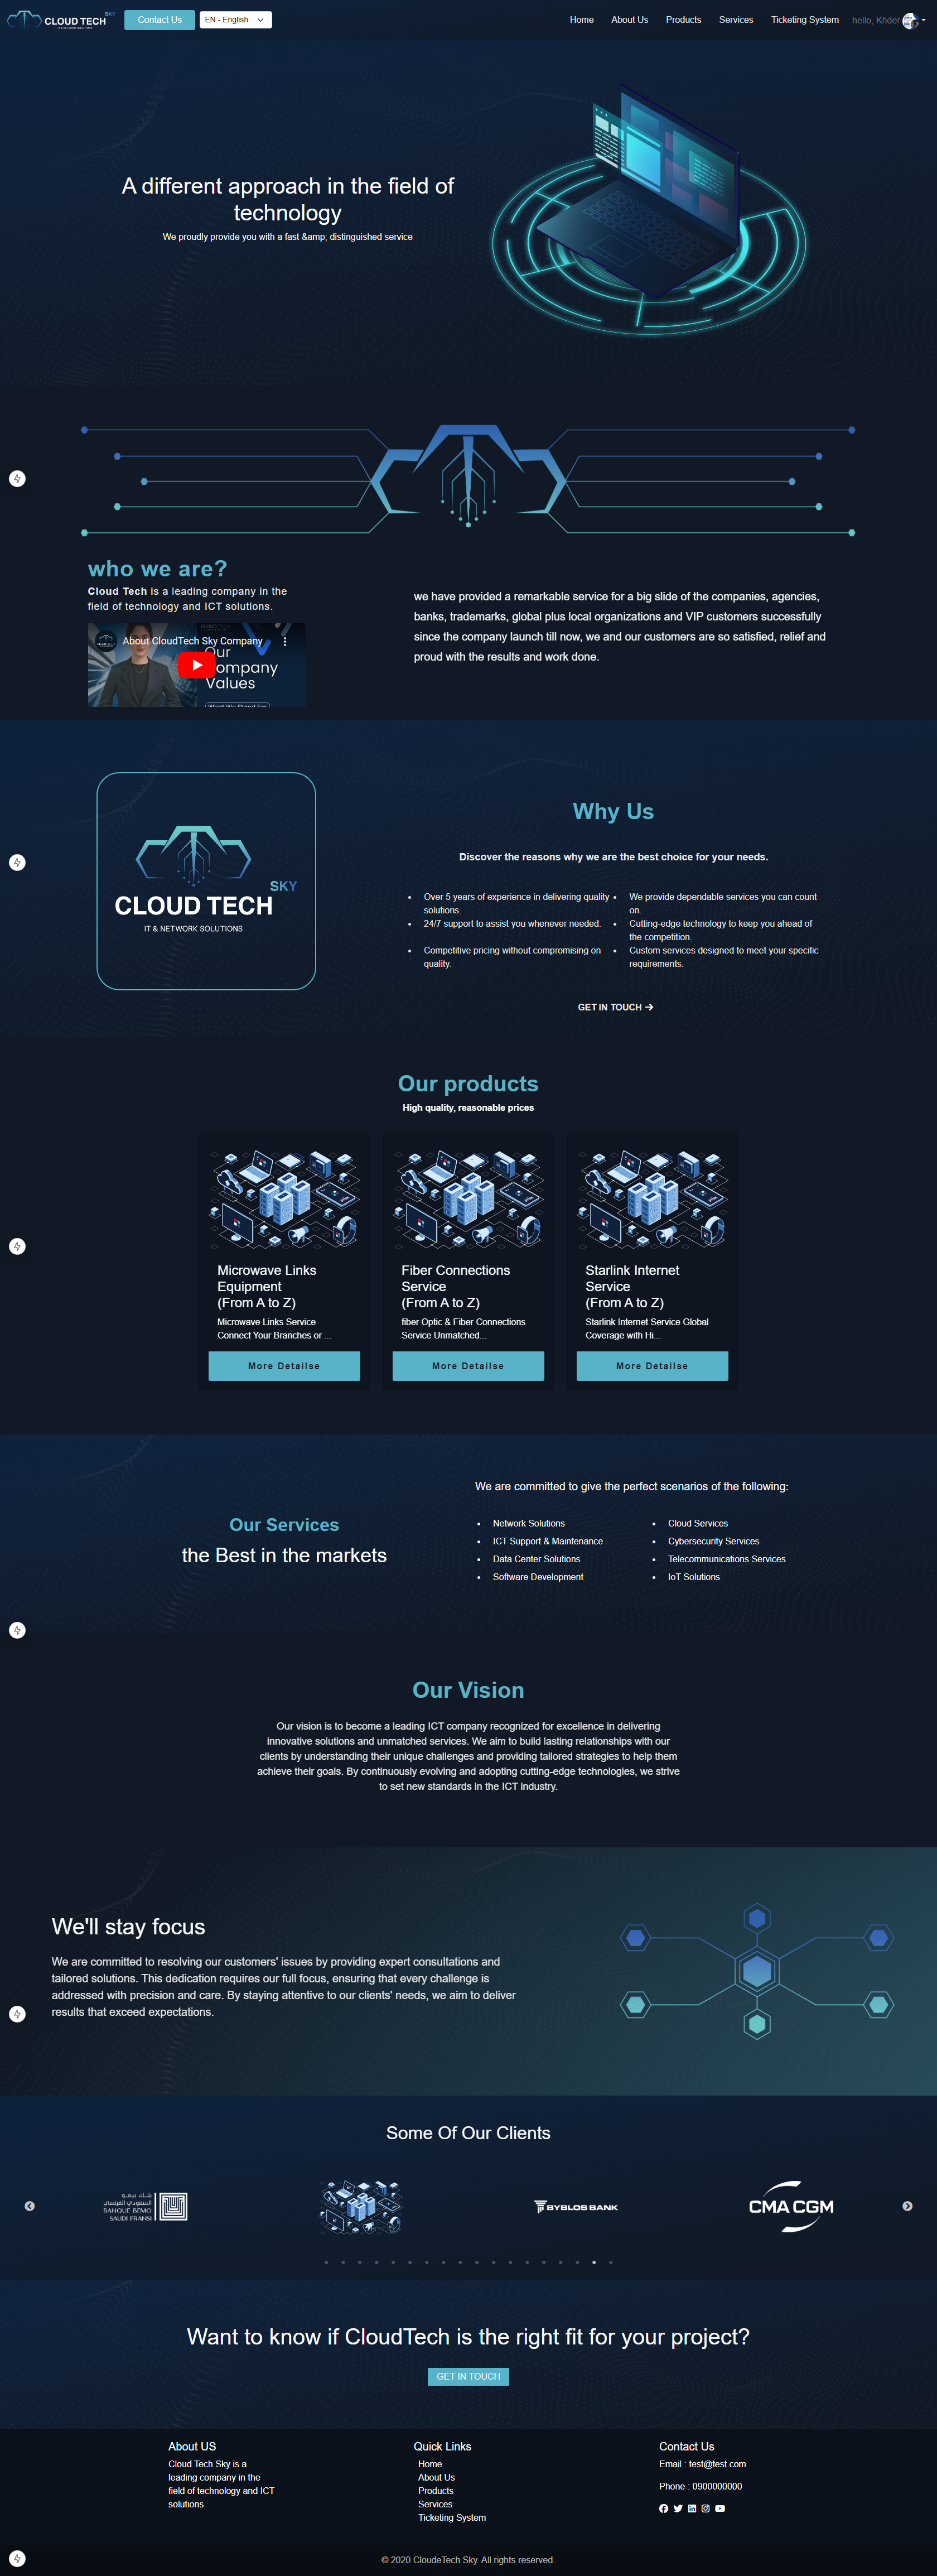 CLOUD TECH
SKY
IT & NETWORK SOLUTIONS
Contact Us
EN - English
Home
About Us
Products
Services
Ticketing System
hello, Khder
A different approach in the field of
technology
We proudly provide you with a fast &amp; distinguished service
who we are?
Cloud Tech is a leading company in the
field of technology and ICT solutions.
About CloudTech Sky Company
Our
Company
Values
What We Stand For
we have provided a remarkable service for a big slide of the companies, agencies,
banks, trademarks, global plus local organizations and VIP customers successfully
since the company launch till now, we and our customers are so satisfied, relief and
proud with the results and work done.
SKY
CLOUD TECH
IT & NETWORK SOLUTIONS
Why Us
Discover the reasons why we are the best choice for your needs.
Over 5 years of experience in delivering quality
solutions.
We provide dependable services you can count
on.
24/7 support to assist you whenever needed.
Cutting-edge technology to keep you ahead of
the competition.
Competitive pricing without compromising on
quality.
Custom services designed to meet your specific
requirements.
GET IN TOUCH →
Our products
High quality, reasonable prices
Microwave Links
Equipment
(From A to Z)
Microwave Links Service
Connect Your Branches or ...
More Detailse
Fiber Connections
Service
(From A to Z)
fiber Optic & Fiber Connections
Service Unmatched...
More Detailse
Starlink Internet
Service
(From A to Z)
Starlink Internet Service Global
Coverage with Hi...
More Detailse
Our Services
the Best in the markets
We are committed to give the perfect scenarios of the following:
Network Solutions
ICT Support & Maintenance
Data Center Solutions
Software Development
Cloud Services
Cybersecurity Services
Telecommunications Services
IoT Solutions
Our Vision
Our vision is to become a leading ICT company recognized for excellence in delivering
innovative solutions and unmatched services. We aim to build lasting relationships with our
clients by understanding their unique challenges and providing tailored strategies to help them
achieve their goals. By continuously evolving and adopting cutting-edge technologies, we strive
to set new standards in the ICT industry.
We'll stay focus
We are committed to resolving our customers' issues by providing expert consultations and
tailored solutions. This dedication requires our full focus, ensuring that every challenge is
addressed with precision and care. By staying attentive to our clients' needs, we aim to deliver
results that exceed expectations.
Some Of Our Clients
بنك بيمو
السعودي الفرنسي
BANQUE BEMO
SAUDI FRANSI
BYBLOS BANK
CMA CGM
Want to know if CloudTech is the right fit for your project?
GET IN TOUCH
About US
Cloud Tech Sky is a
leading company in the
field of technology and ICT
solutions.
Quick Links
Home
About Us
Products
Services
Ticketing System
Contact Us
Email : test@test.com
Phone : 0900000000
© 2020 CloudeTech Sky. All rights reserved.